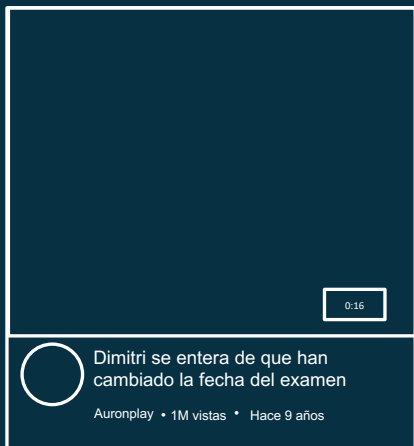 0:16
Dimitri se entera de que han
cambiado la fecha del examen
Auronplay • 1M vistas • Hace 9 años